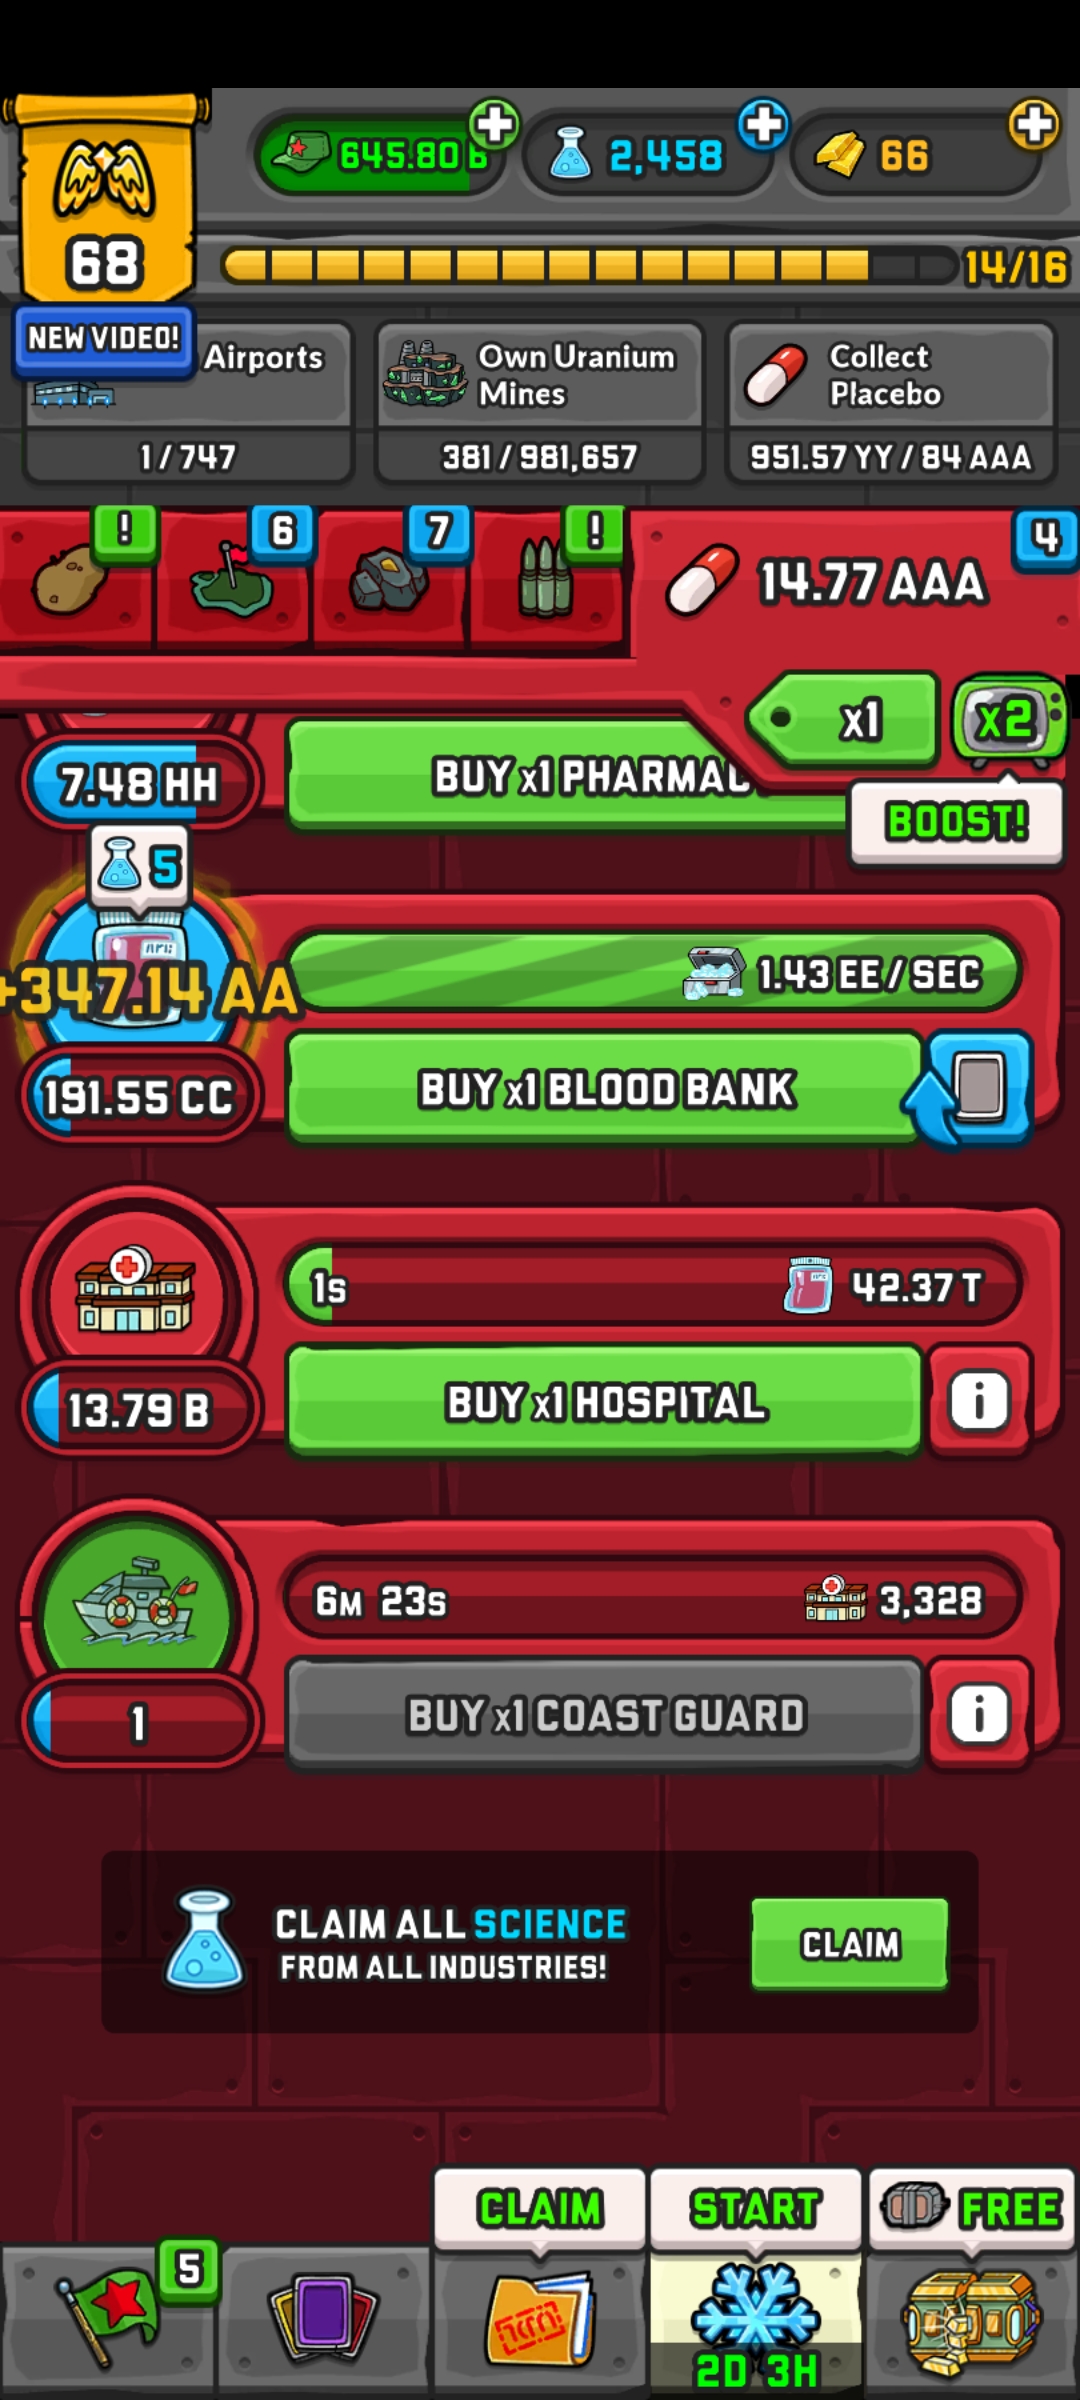 645.80 B
2,458
66
68
14/16
NEW VIDEO!
Airports
1 / 747
Own Uranium
Mines
381 / 981,657
Collect
Placebo
951.57 YY / 84 AAA
!
6
7
!
14.77 AAA
4
x1
x2
BOOST!
7.48 HH
BUY x1 PHARMAC
5
+347.14 AA
1.43 EE / SEC
191.55 CC
BUY x1 BLOOD BANK
1s
42.37 T
13.79 B
BUY x1 HOSPITAL
i
6M 23s
3,328
1
BUY x1 COAST GUARD
i
CLAIM ALL SCIENCE
FROM ALL INDUSTRIES!
CLAIM
CLAIM
START
FREE
5
2D 3H